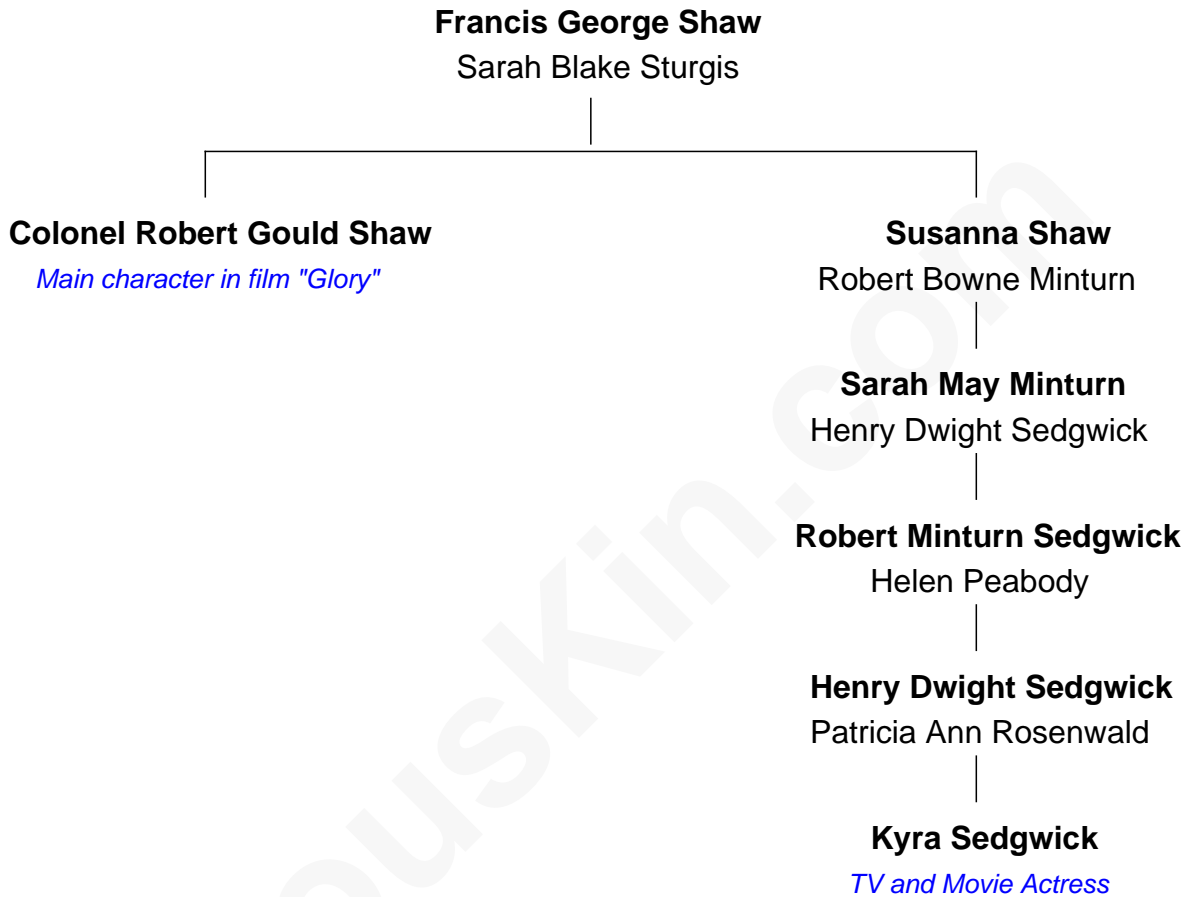 Francis George Shaw
Sarah Blake Sturgis
Colonel Robert Gould Shaw
Main character in film "Glory"
Susanna Shaw
Robert Bowne Minturn
Sarah May Minturn
Henry Dwight Sedgwick
Robert Minturn Sedgwick
Helen Peabody
Henry Dwight Sedgwick
Patricia Ann Rosenwald
Kyra Sedgwick
TV and Movie Actress
ousKin.com